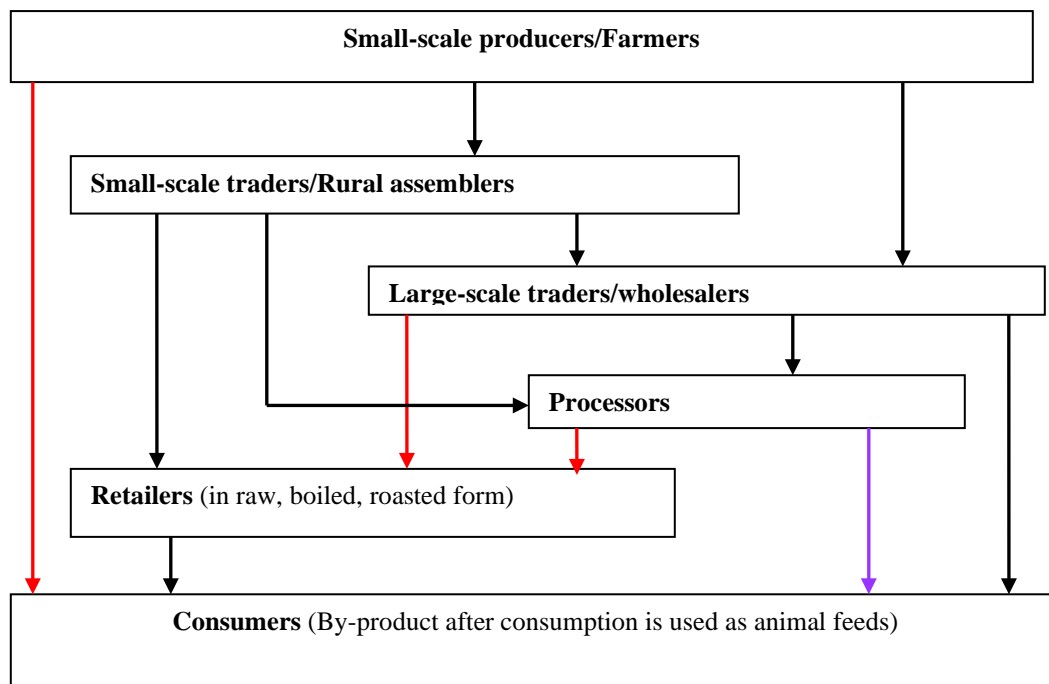 Small-scale producers/Farmers
Small-scale traders/Rural assemblers
Large-scale traders/wholesalers
Processors
Retailers (in raw, boiled, roasted form)
Consumers (By-product after consumption is used as animal feeds)